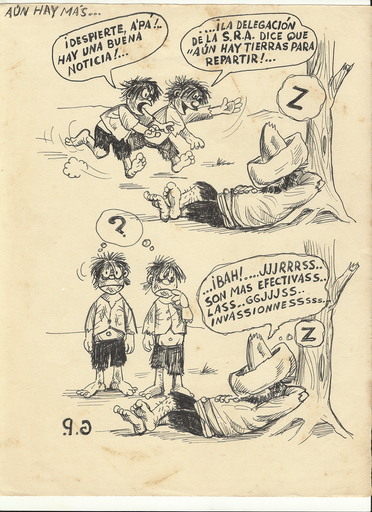 AÚN HAY MÁS...
¡DESPIERTE, A'PA!..
HAY UNA BUENA
NOTICIA!...
....¡LA DELEGACIÓN
DE LA S.R.A. DICE QUE
"AÚN HAY TIERRAS PARA
REPARTIR!...
Z
?
...¡BAH!....JJJRRRSS..
SON MAS EFECTIVASS..
LASS..GGJJJSS..
INVASSIONNESSSSS...
Z
G.P.